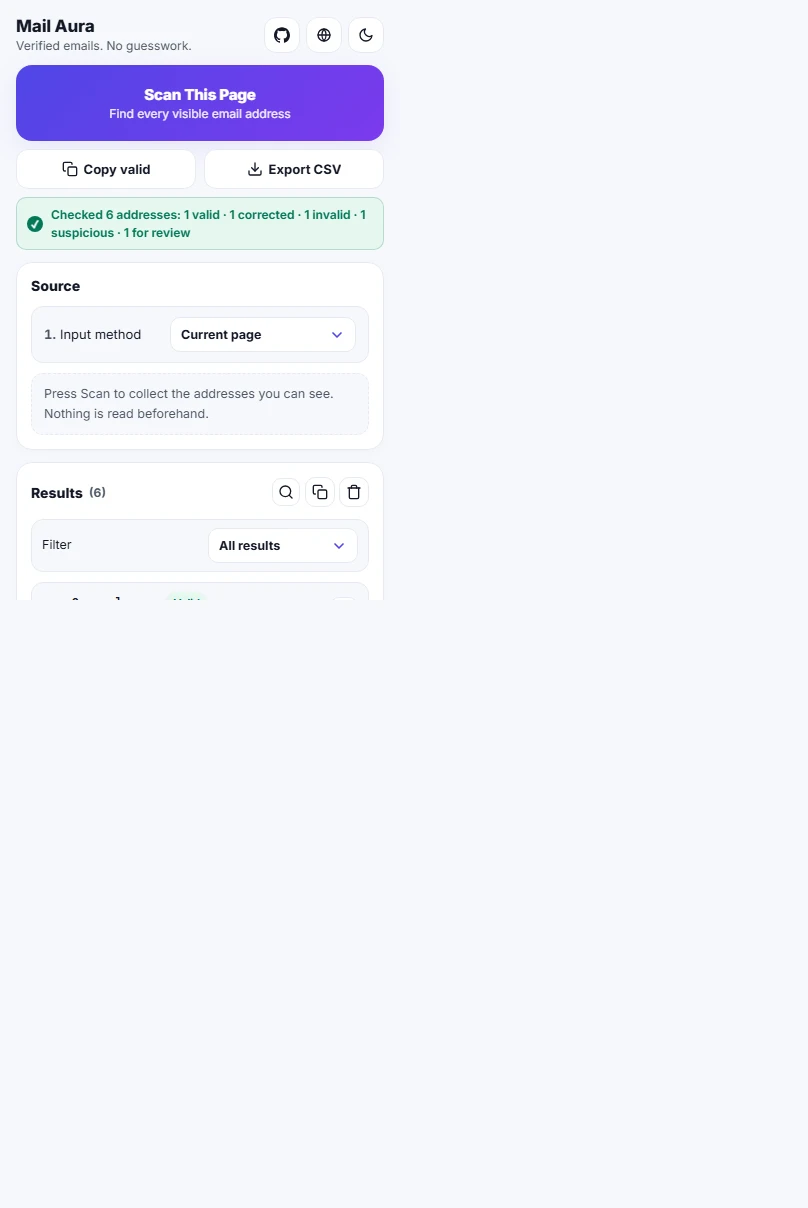 Mail Aura
Verified emails. No guesswork.
Scan This Page
Find every visible email address
Copy valid
Export CSV
Checked 6 addresses: 1 valid · 1 corrected · 1 invalid · 1
suspicious · 1 for review
Source
1. Input method
Current page
Press Scan to collect the addresses you can see.
Nothing is read beforehand.
Results (6)
Filter
All results